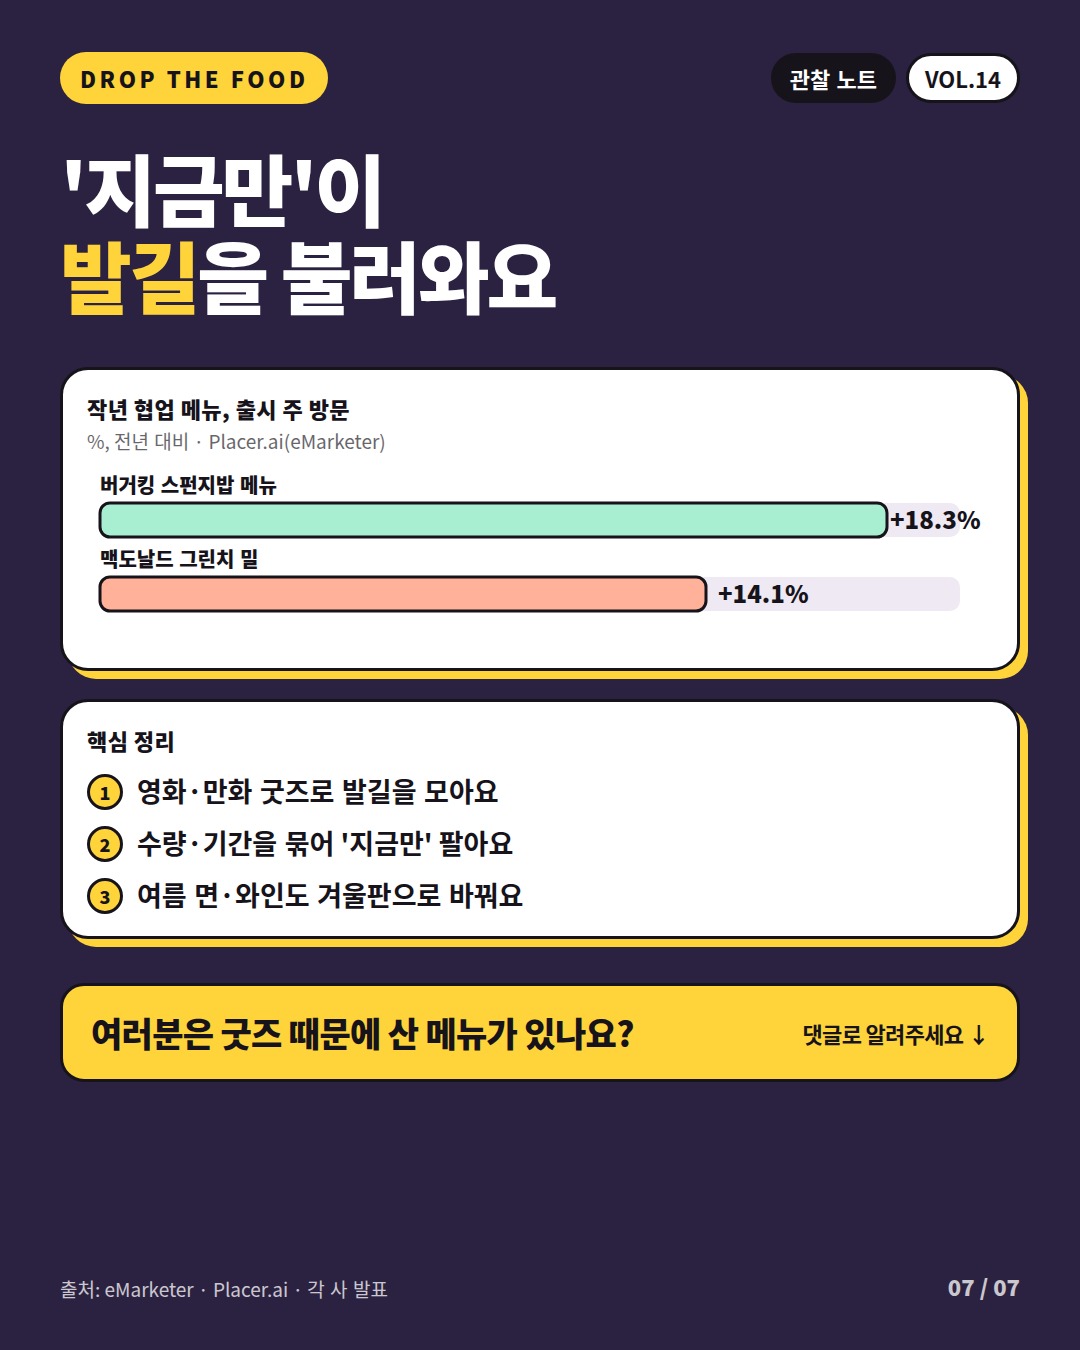 DROP THE FOOD
관찰 노트
VOL.14
'지금만'이
발길을 불러와요
작년 협업 메뉴, 출시 주 방문
%, 전년 대비 · Placer.ai(eMarketer)
버거킹 스펀지밥 메뉴
+18.3%
맥도날드 그린치 밀
+14.1%
핵심 정리
1 영화·만화 굿즈로 발길을 모아요
2 수량·기간을 묶어 '지금만' 팔아요
3 여름 면·와인도 겨울판으로 바꿔요
여러분은 굿즈 때문에 산 메뉴가 있나요?
댓글로 알려주세요 ↓
출처: eMarketer · Placer.ai · 각 사 발표
07 / 07